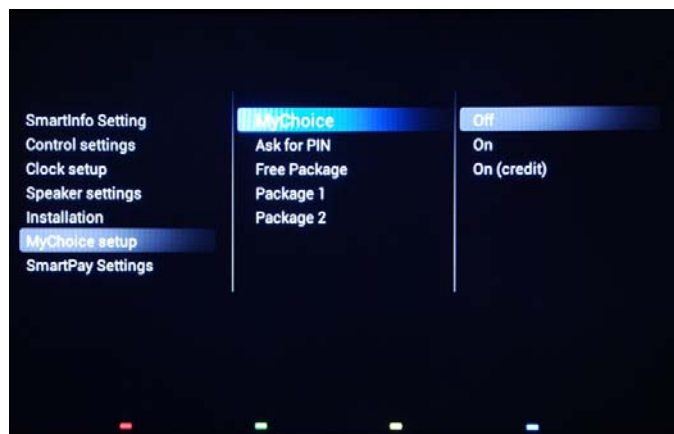 SmartInfo Setting
Control settings
Clock setup
Speaker settings
Installation
MyChoice setup
SmartPay Settings
MyChoice
Ask for PIN
Free Package
Package 1
Package 2
Off
On
On (credit)